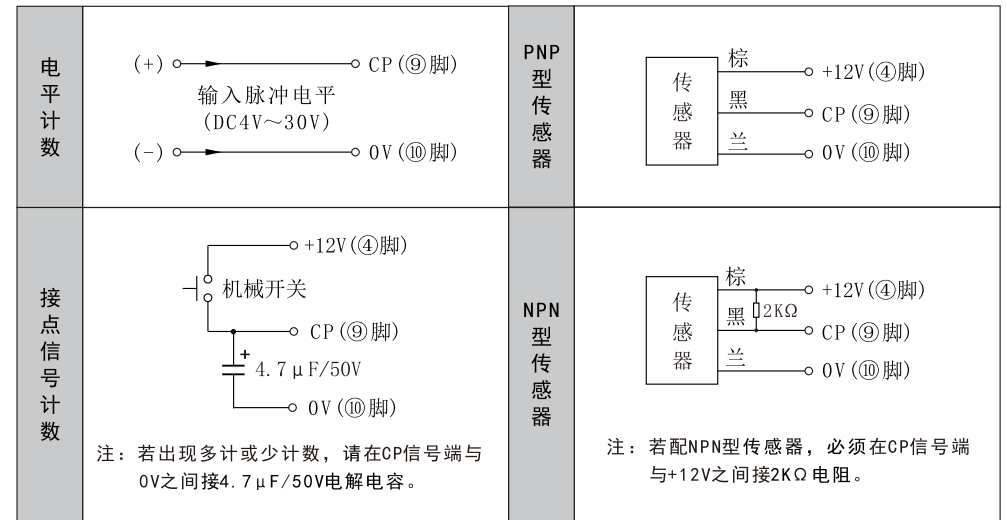 电平计数
(+) CP(⑨脚)
输入脉冲电平
(DC4V～30V)
(-) 0V(⑩脚)
PNP型传感器
传感器
棕 +12V(④脚)
黑 CP(⑨脚)
兰 0V(⑩脚)
接点信号计数
+12V(④脚)
机械开关
CP(⑨脚)
+
4.7μF/50V
0V(⑩脚)
注：若出现多计或少计数，请在CP信号端与
0V之间接4.7μF/50V电解电容。
NPN型传感器
传感器
棕 +12V(④脚)
2KΩ
黑 CP(⑨脚)
兰 0V(⑩脚)
注：若配NPN型传感器，必须在CP信号端
与+12V之间接2KΩ电阻。